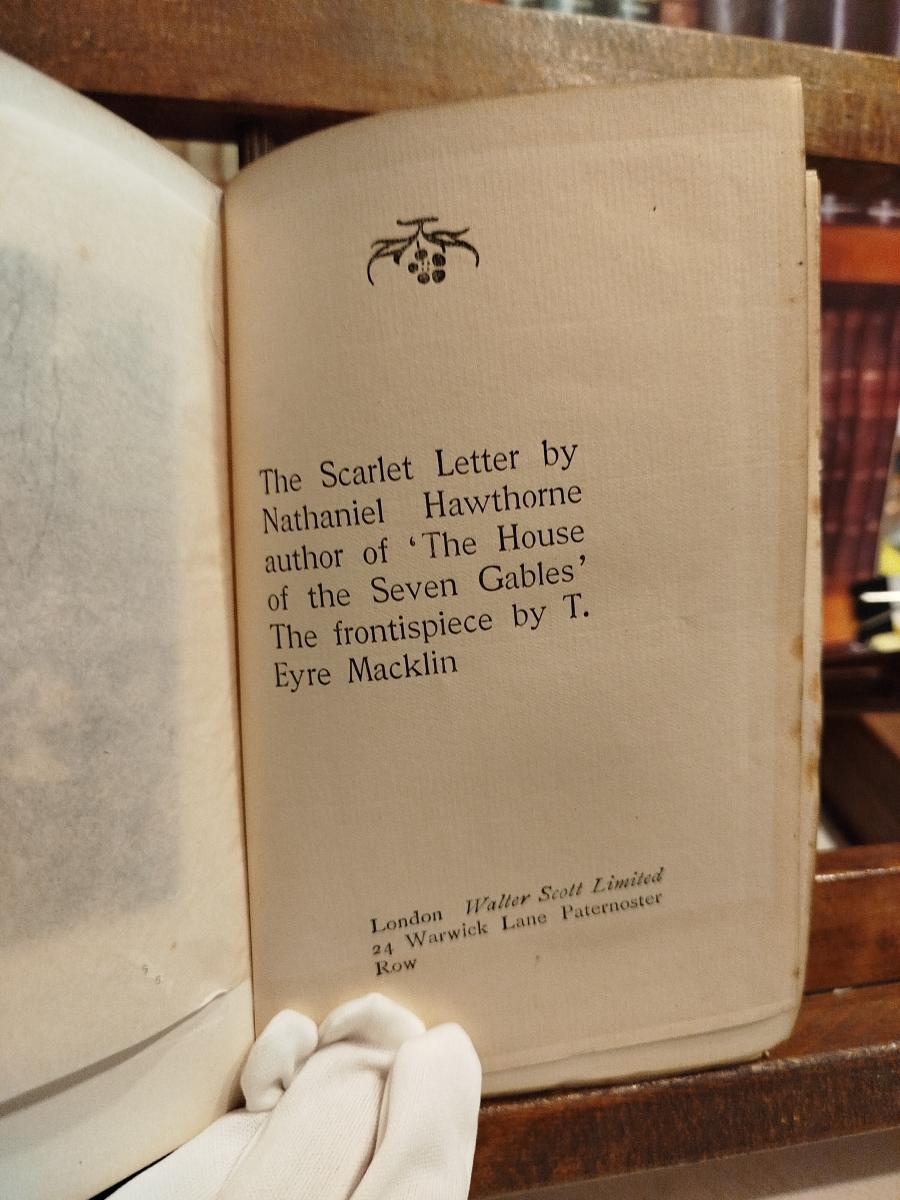 The Scarlet Letter by
Nathaniel Hawthorne
author of ‘The House
of the Seven Gables’
The frontispiece by T.
Eyre Macklin
London Walter Scott Limited
24 Warwick Lane Paternoster
Row